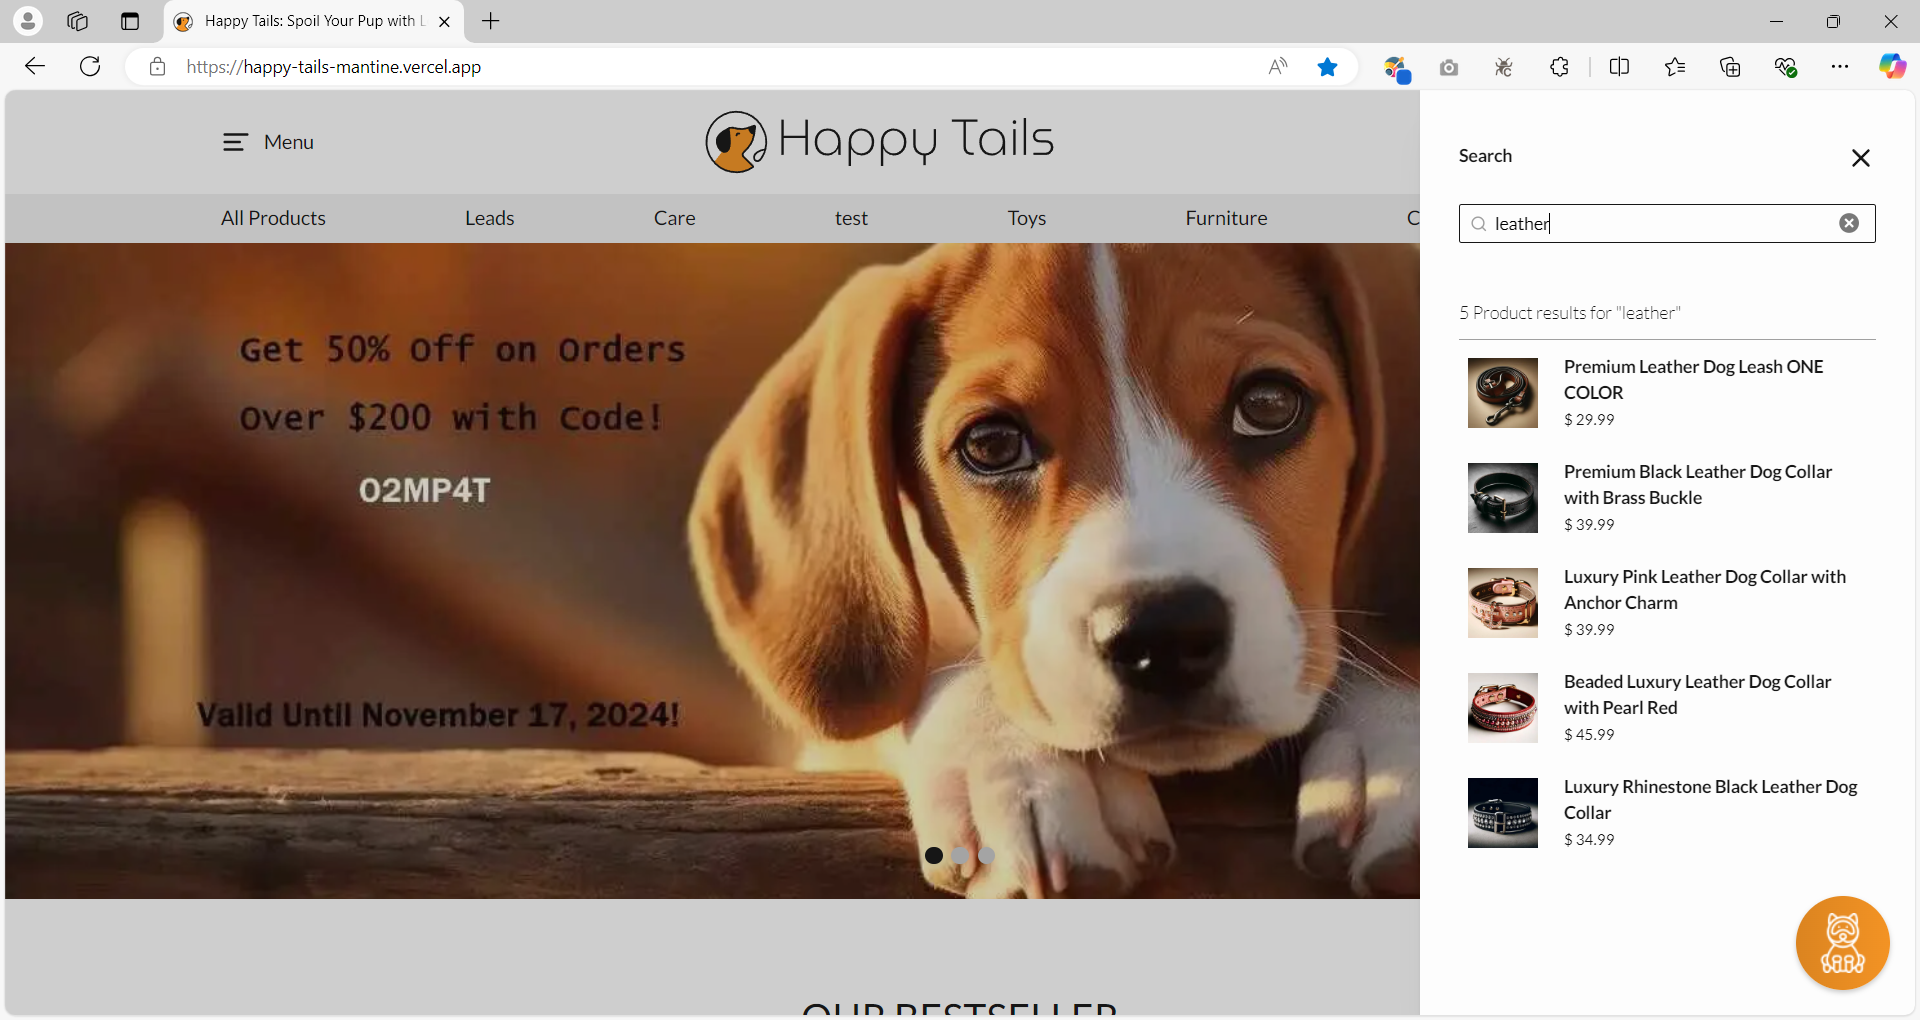 Happy Tails: Spoil Your Pup with L
https://happy-tails-mantine.vercel.app
Menu
Happy Tails
All Products
Leads
Care
test
Toys
Furniture
C
Get 50% Off on Orders
Over $200 with Code!
O2MP4T
Valid Until November 17, 2024!
OUR BESTSELLER
Search
leather
5 Product results for "leather"
Premium Leather Dog Leash ONE
COLOR
$ 29.99
Premium Black Leather Dog Collar
with Brass Buckle
$ 39.99
Luxury Pink Leather Dog Collar with
Anchor Charm
$ 39.99
Beaded Luxury Leather Dog Collar
with Pearl Red
$ 45.99
Luxury Rhinestone Black Leather Dog
Collar
$ 34.99